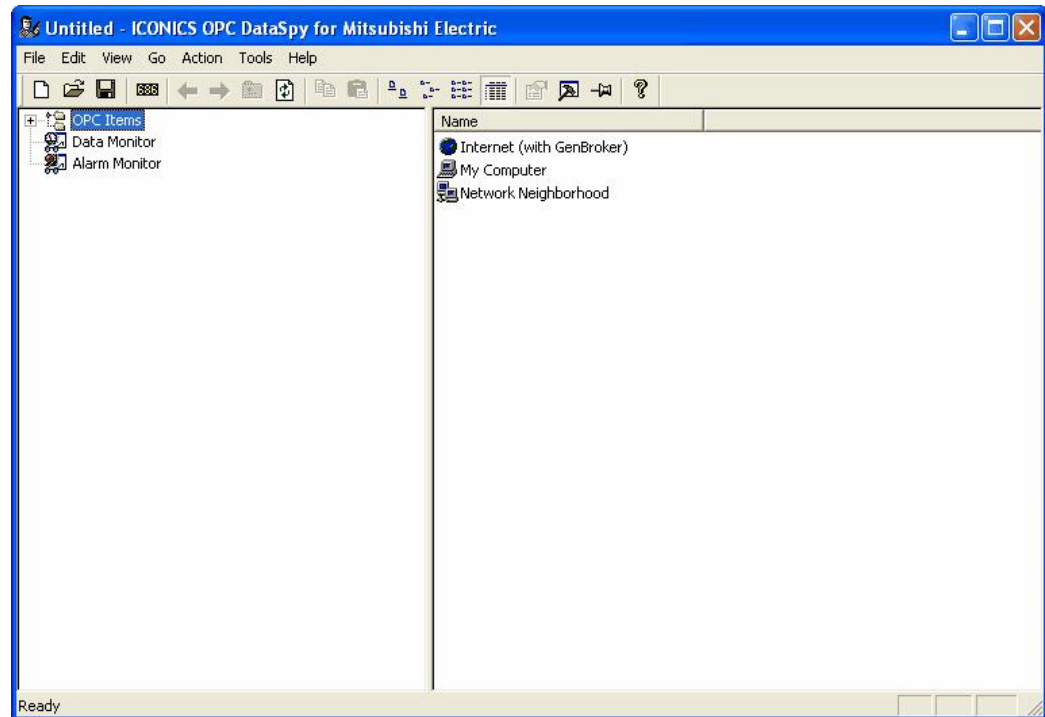 Untitled - ICONICS OPC DataSpy for Mitsubishi Electric
File Edit View Go Action Tools Help
OPC Items
Data Monitor
Alarm Monitor
Name
Internet (with GenBroker)
My Computer
Network Neighborhood
Ready